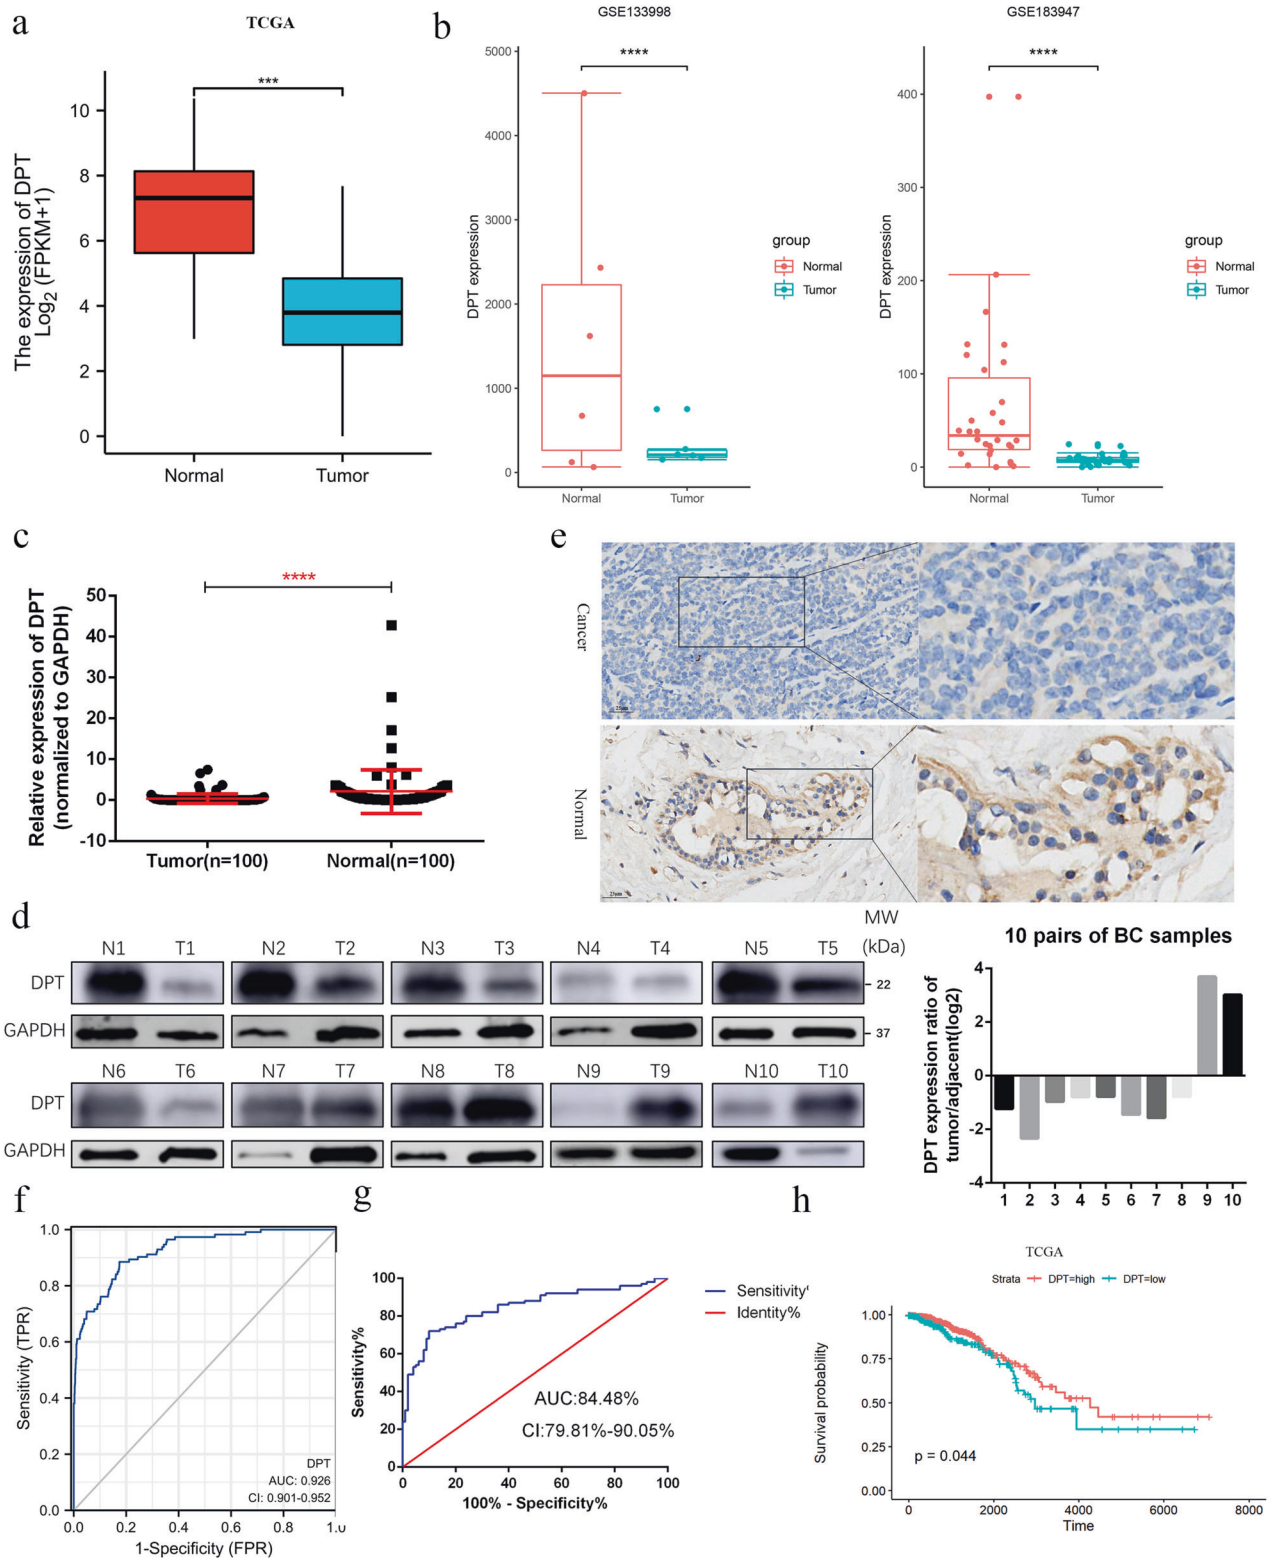 a
TCGA
***
The expression of DPT
Log2 (FPKM+1)
10
8
6
4
2
0
Normal
Tumor
b
GSE133998
****
DPT expression
5000
4000
3000
2000
1000
0
Normal
Tumor
group
Normal
Tumor
GSE183947
****
DPT expression
400
300
200
100
0
Normal
Tumor
group
Normal
Tumor
c
****
Relative expression of DPT
(normalized to GAPDH)
50
40
30
20
10
0
-10
Tumor(n=100)
Normal(n=100)
e
Cancer
25um
Normal
25um
d
MW
(kDa)
N1 T1 N2 T2 N3 T3 N4 T4 N5 T5
DPT
22
GAPDH
37
N6 T6 N7 T7 N8 T8 N9 T9 N10 T10
DPT
GAPDH
10 pairs of BC samples
DPT expression ratio of
tumor/adjacent(log2)
4
2
0
-2
-4
1 2 3 4 5 6 7 8 9 10
f
Sensitivity (TPR)
1.0
0.8
0.6
0.4
0.2
0.0
DPT
AUC: 0.926
CI: 0.901-0.952
0.0 0.2 0.4 0.6 0.8 1.0
1-Specificity (FPR)
g
Sensitivity%
100
80
60
40
20
0
Sensitivity
Identity%
AUC:84.48%
CI:79.81%-90.05%
0 20 40 60 80 100
100% - Specificity%
h
TCGA
Strata DPT=high DPT=low
Survival probability
1.00
0.75
0.50
0.25
0.00
p = 0.044
0 2000 4000 6000 8000
Time